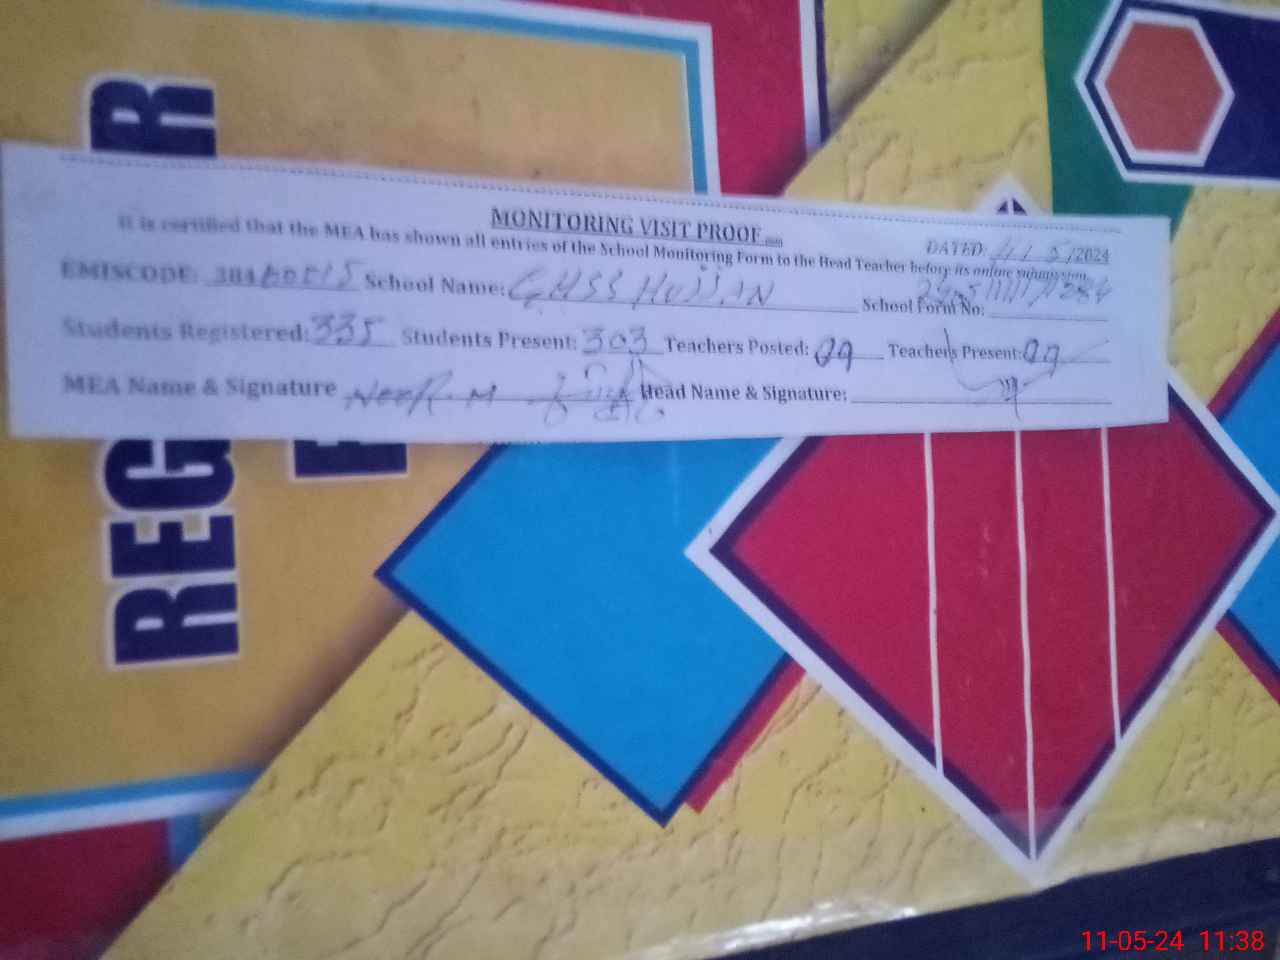 MONITORING VISIT PROOF
DATED: 11/5/2024
It is certified that the MEA has shown all entries of the School Monitoring Form to the Head Teacher before its online submission.
EMISCODE: 384 School Name: GHSS School Form No:
Students Registered: 335 Students Present: 303 Teachers Posted: 09 Teachers Present: 09
MEA Name & Signature Head Name & Signature:
REG R
11-05-24 11:38